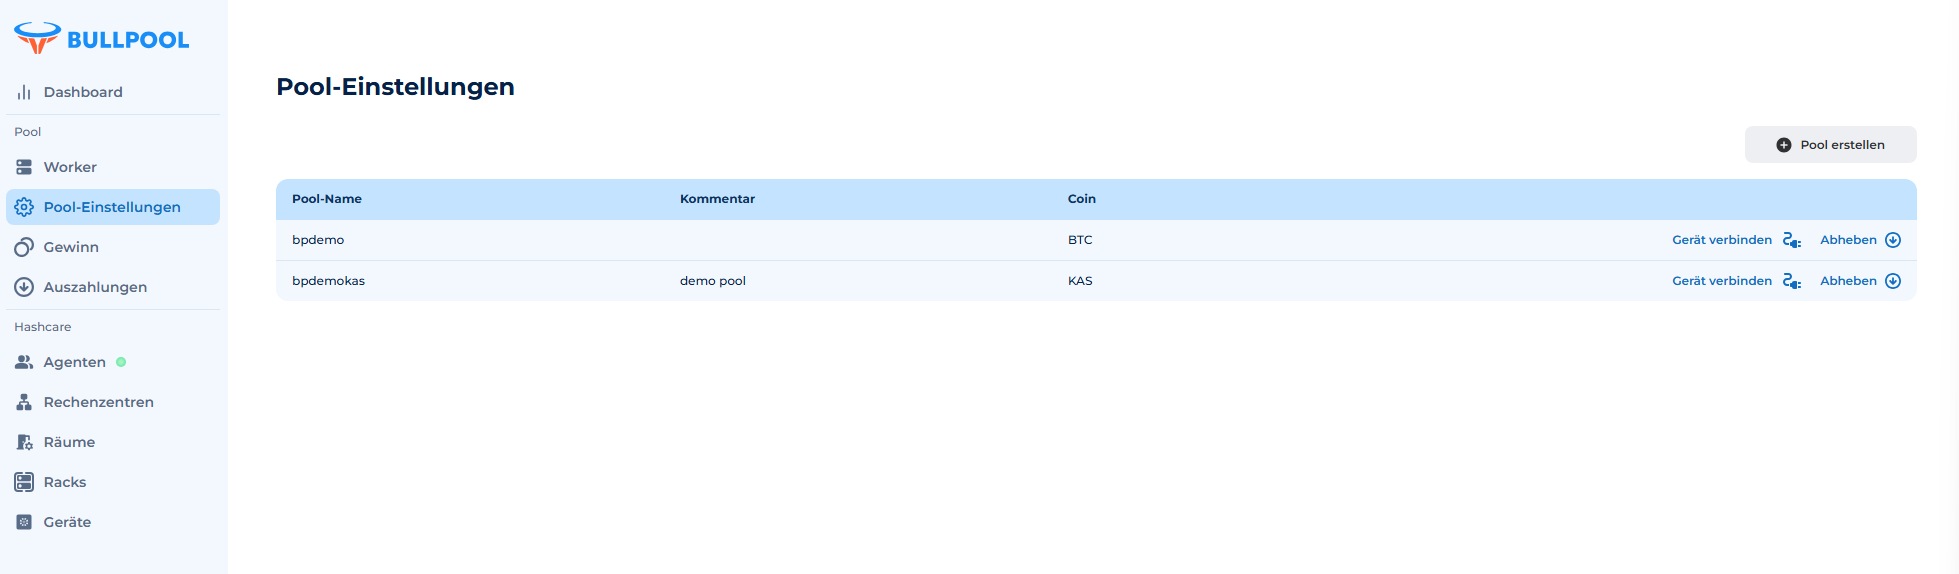 BULLPOOL
Dashboard
Pool
Worker
Pool-Einstellungen
Gewinn
Auszahlungen
Hashcare
Agenten
Rechenzentren
Räume
Racks
Geräte
Pool-Einstellungen
Pool erstellen
Pool-Name Kommentar Coin
bpdemo BTC Gerät verbinden Abheben
bpdemokas demo pool KAS Gerät verbinden Abheben